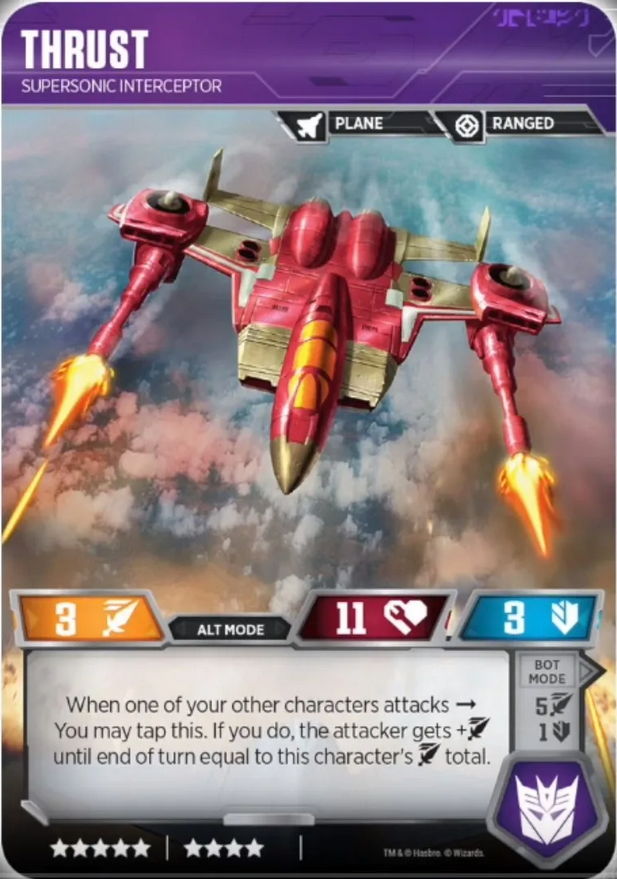 THRUST
SUPERSONIC INTERCEPTOR
PLANE RANGED
3 ALT MODE 11 3
BOT
MODE
5
1
When one of your other characters attacks →
You may tap this. If you do, the attacker gets +
until end of turn equal to this character's total.
TM & ® Hasbro. © Wizards.